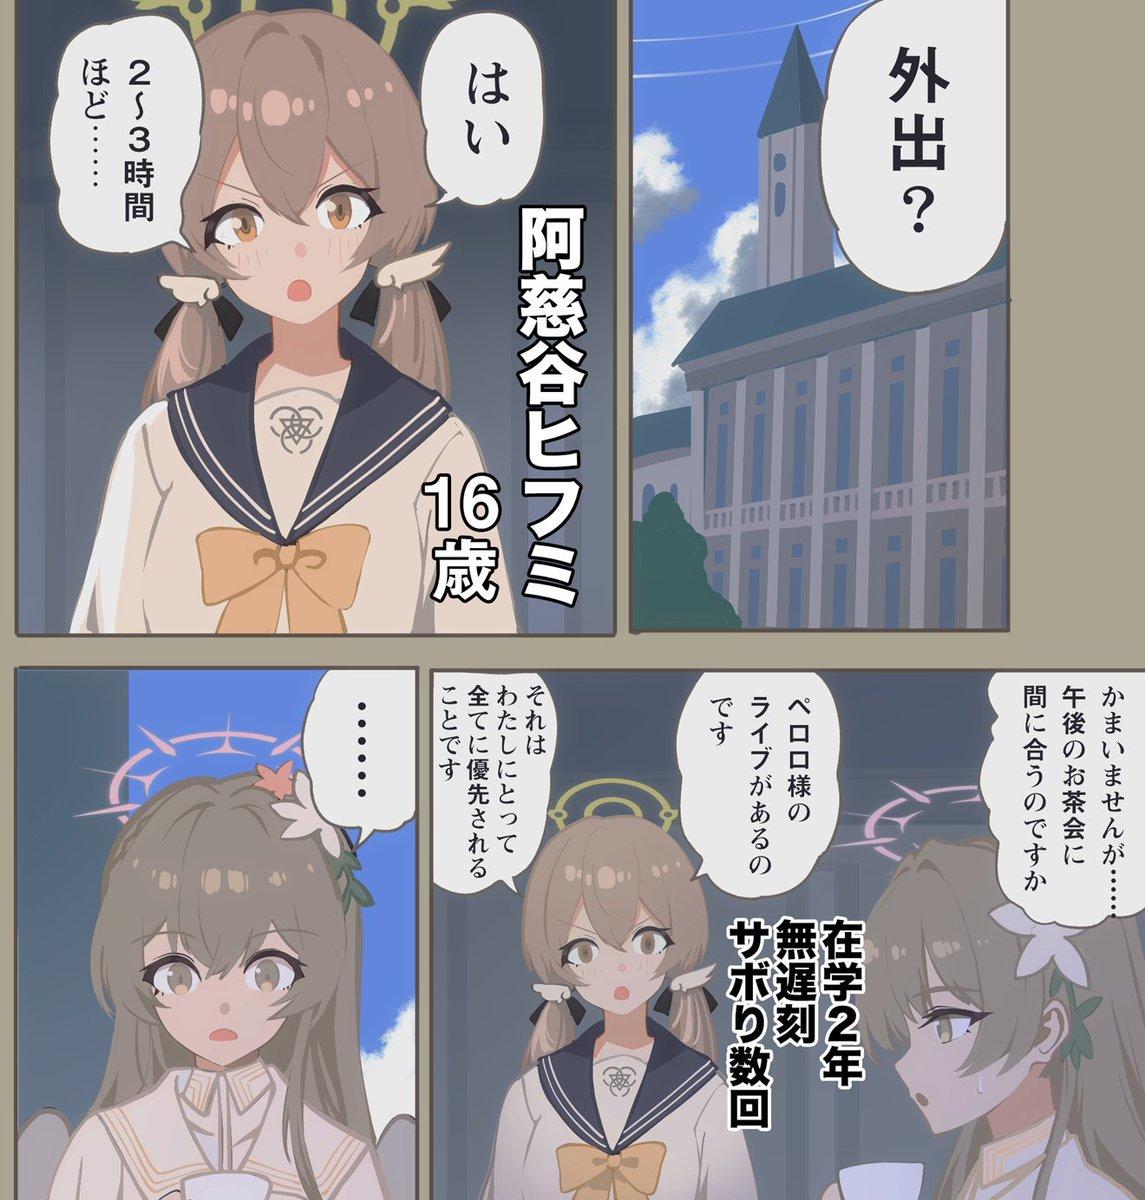 外出？
はい
２～３時間
ほど……
阿慈谷ヒフミ
16歳
かまいませんが……
午後のお茶会に
間に合うのですか
ペロロ様の
ライブがあるの
です
それは
わたしにとって
全てに優先される
ことです
在学２年
無遅刻
サボり数回
……